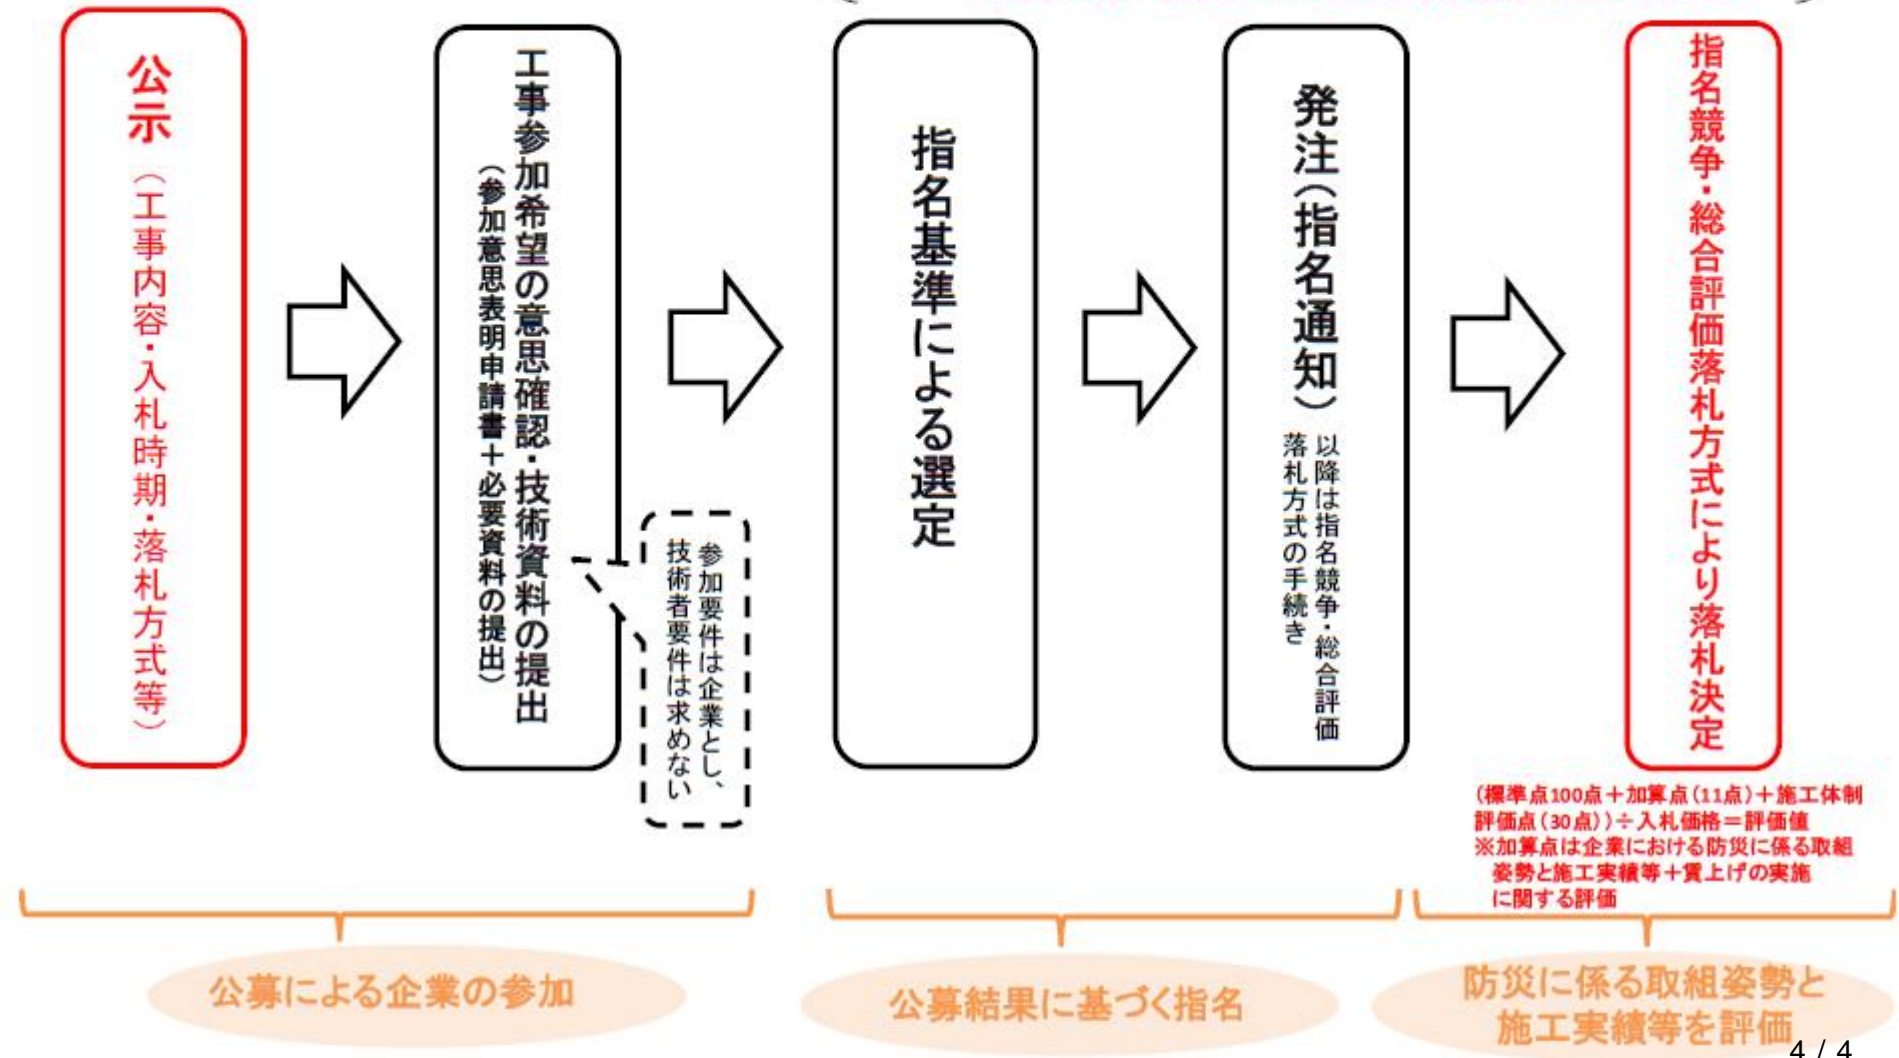 公示（工事内容・入札時期・落札方式等）
工事参加希望の意思確認・技術資料の提出
（参加意思表明申請書＋必要資料の提出）
参加要件は企業とし、
技術者要件は求めない
指名基準による選定
発注（指名通知）
以降は指名競争・総合評価
落札方式の手続き
指名競争・総合評価落札方式により落札決定
（標準点100点＋加算点（11点）＋施工体制
評価点（30点））÷入札価格＝評価値
※加算点は企業における防災に係る取組
姿勢と施工実績等＋賃上げの実施
に関する評価
公募による企業の参加
公募結果に基づく指名
防災に係る取組姿勢と
施工実績等を評価
4 / 4